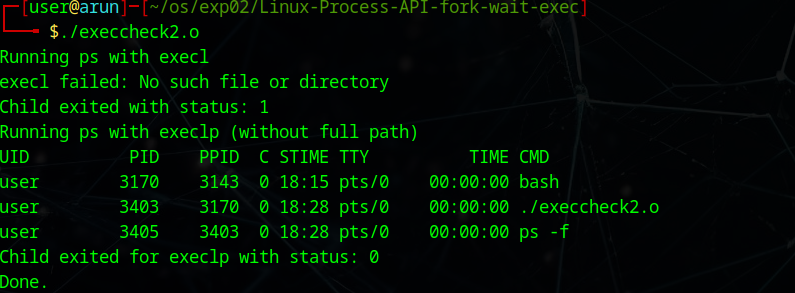 ┌─[user@arun]─[~/os/exp02/Linux-Process-API-fork-wait-exec]
└──╼ $./execcheck2.o
Running ps with execl
execl failed: No such file or directory
Child exited with status: 1
Running ps with execlp (without full path)
UID          PID    PPID  C STIME TTY          TIME CMD
user        3170    3143  0 18:15 pts/0    00:00:00 bash
user        3403    3170  0 18:28 pts/0    00:00:00 ./execcheck2.o
user        3405    3403  0 18:28 pts/0    00:00:00 ps -f
Child exited for execlp with status: 0
Done.